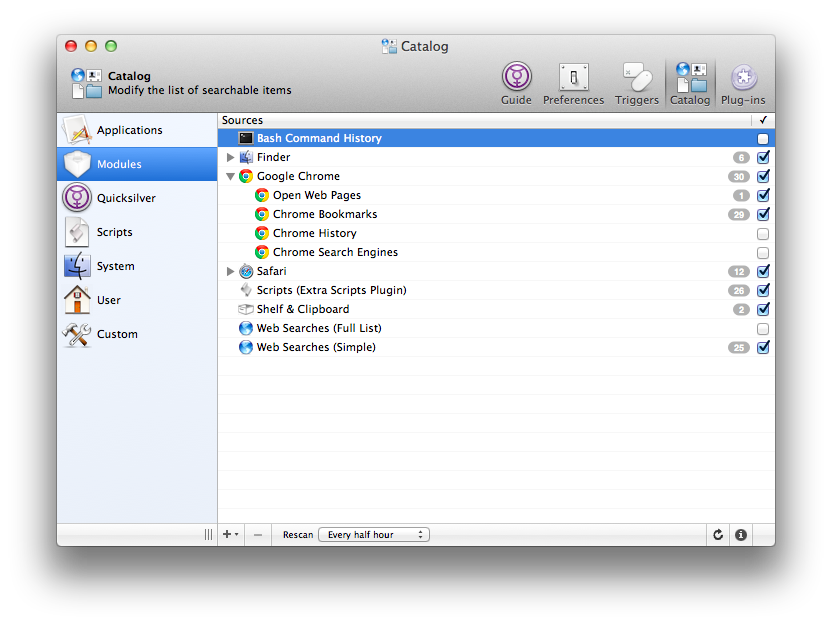 Catalog
Catalog
Modify the list of searchable items
Guide
Preferences
Triggers
Catalog
Plug-ins
Applications
Modules
Quicksilver
Scripts
System
User
Custom
Sources ✓
Bash Command History
Finder 6
Google Chrome 30
Open Web Pages 1
Chrome Bookmarks 29
Chrome History
Chrome Search Engines
Safari 12
Scripts (Extra Scripts Plugin) 26
Shelf & Clipboard 2
Web Searches (Full List)
Web Searches (Simple) 25
Rescan Every half hour